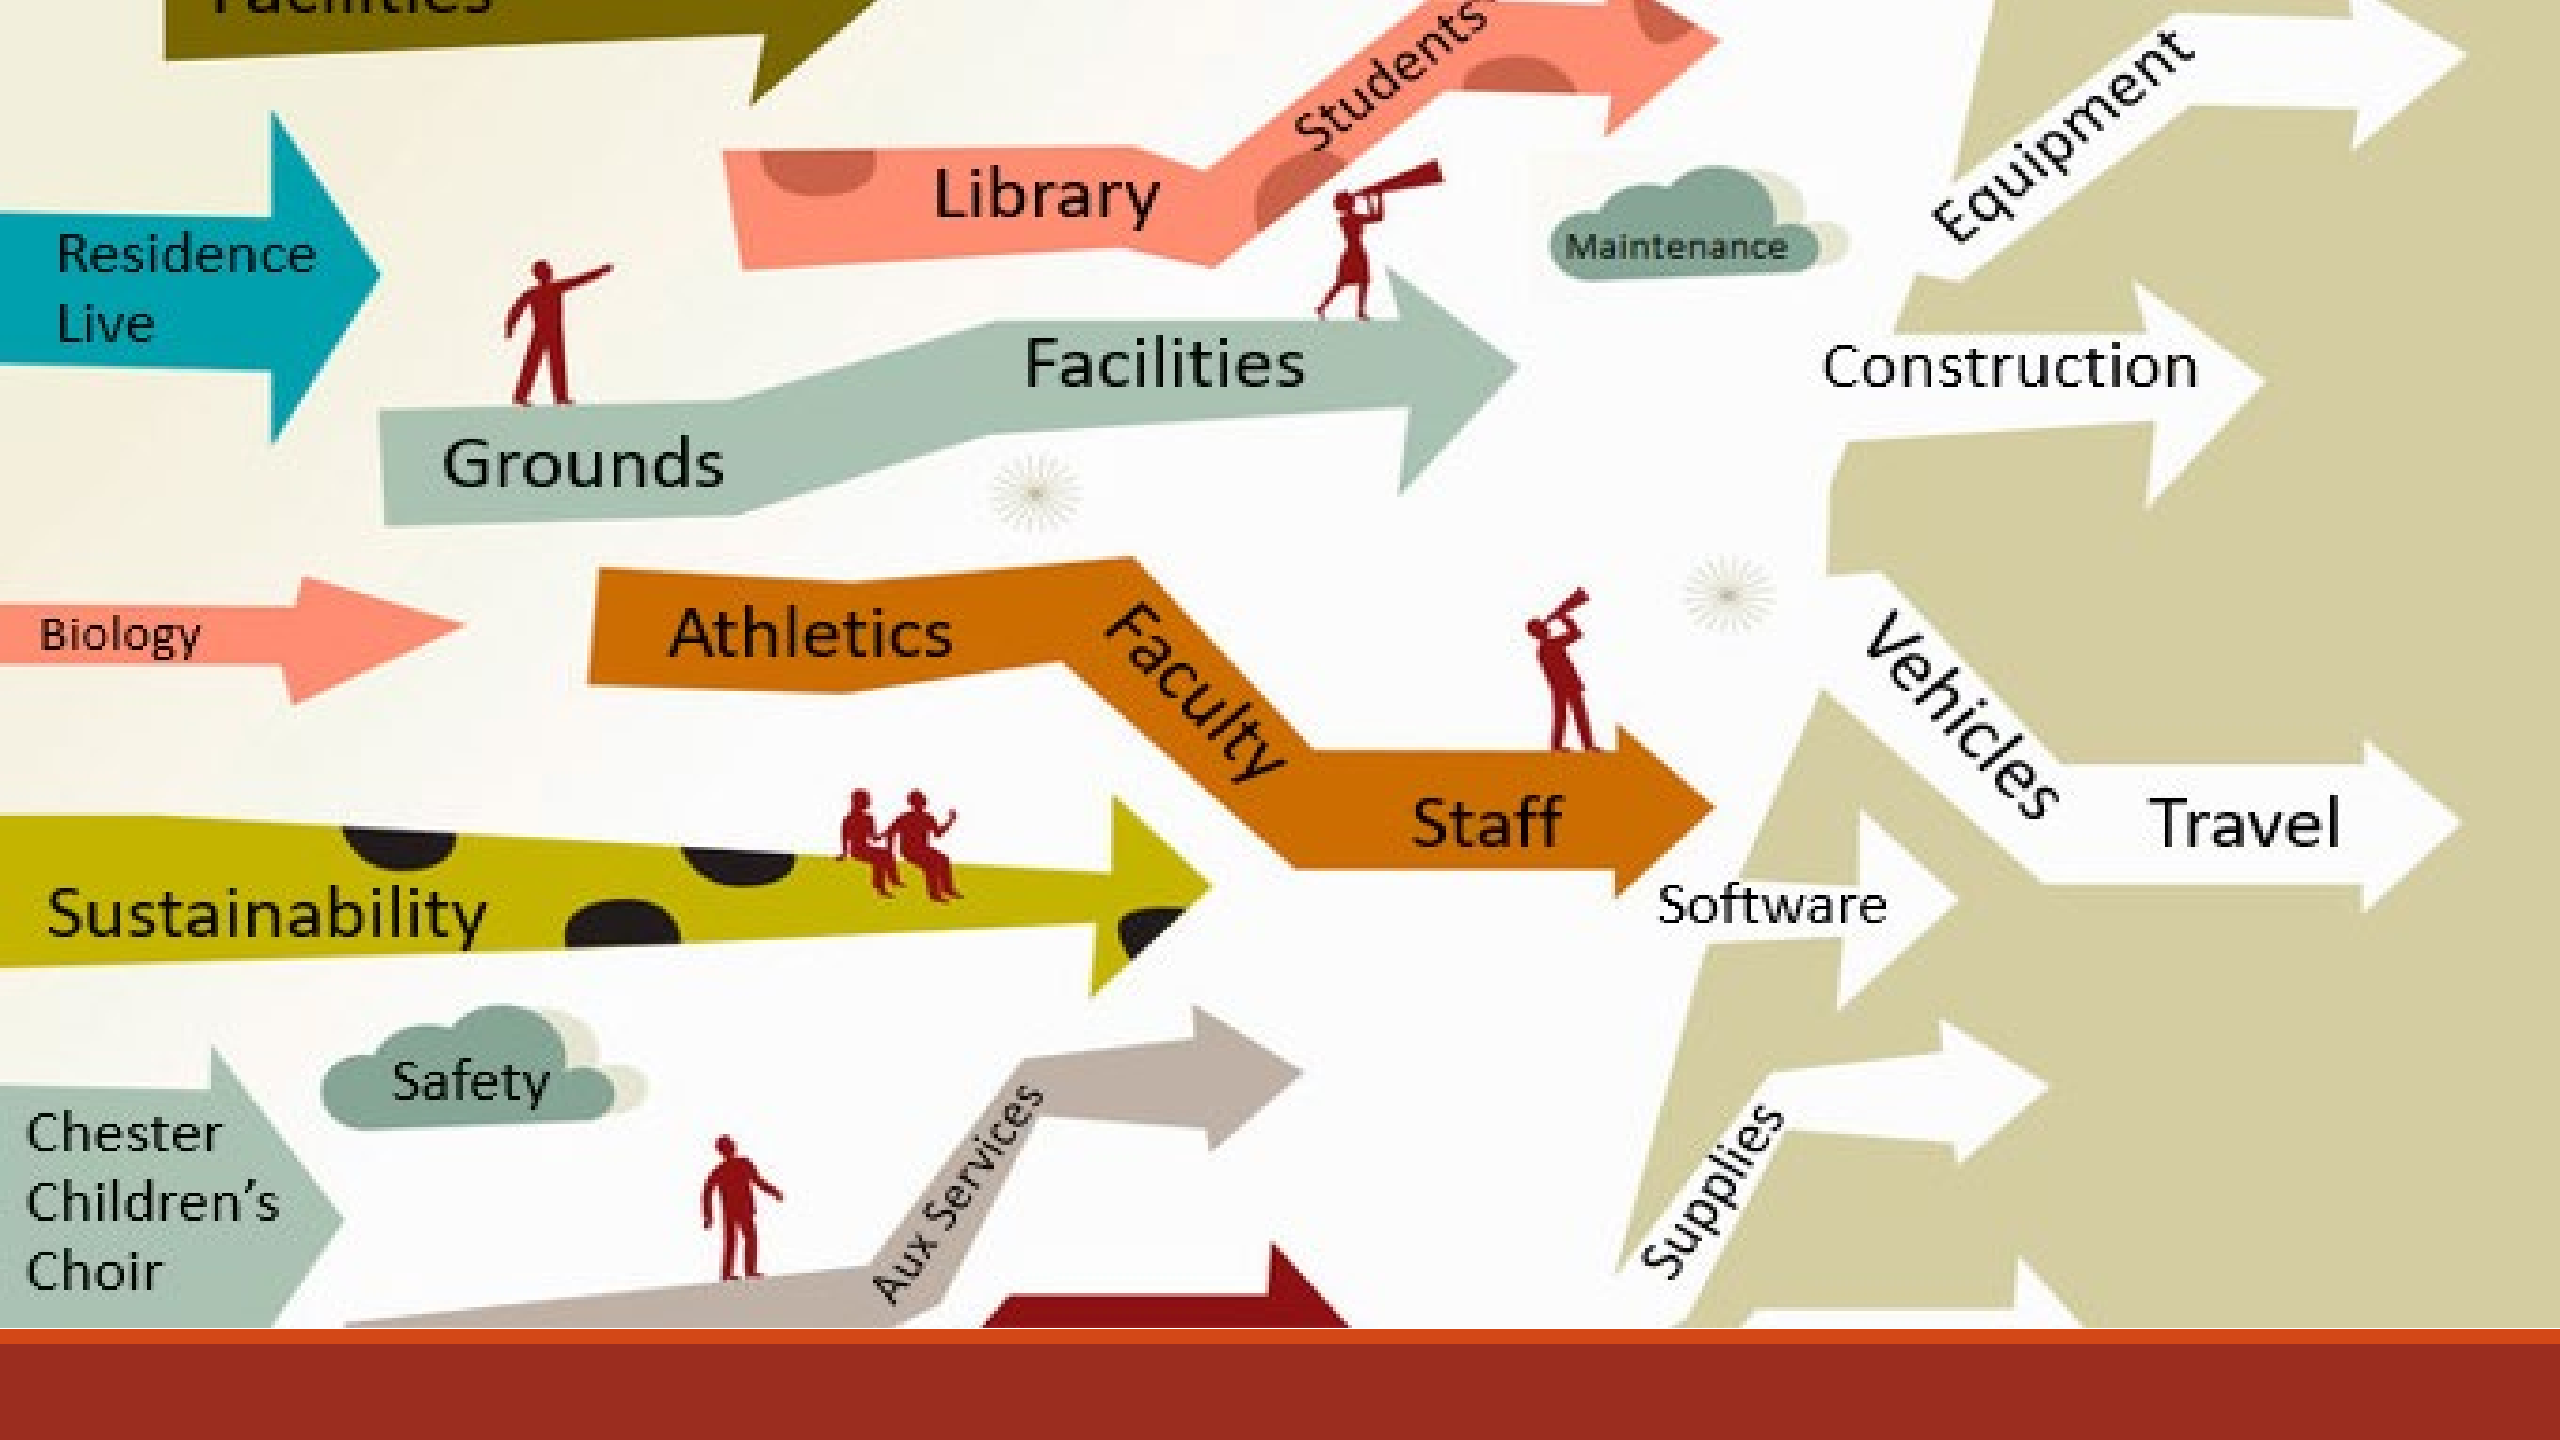 Facilities
Students
Equipment
Library
Residence
Live
Maintenance
Facilities
Construction
Grounds
Athletics
Faculty
Biology
Vehicles
Staff
Travel
Sustainability
Software
Safety
Chester
Children's
Choir
Aux Services
Supplies